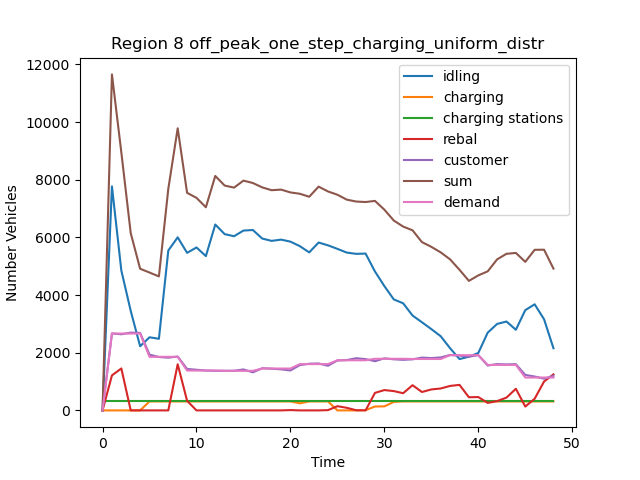 Region 8 off_peak_one_step_charging_uniform_distr
12000
10000
8000
6000
4000
2000
0
Number Vehicles
idling
charging
charging stations
rebal
customer
sum
demand
0 10 20 30 40 50
Time